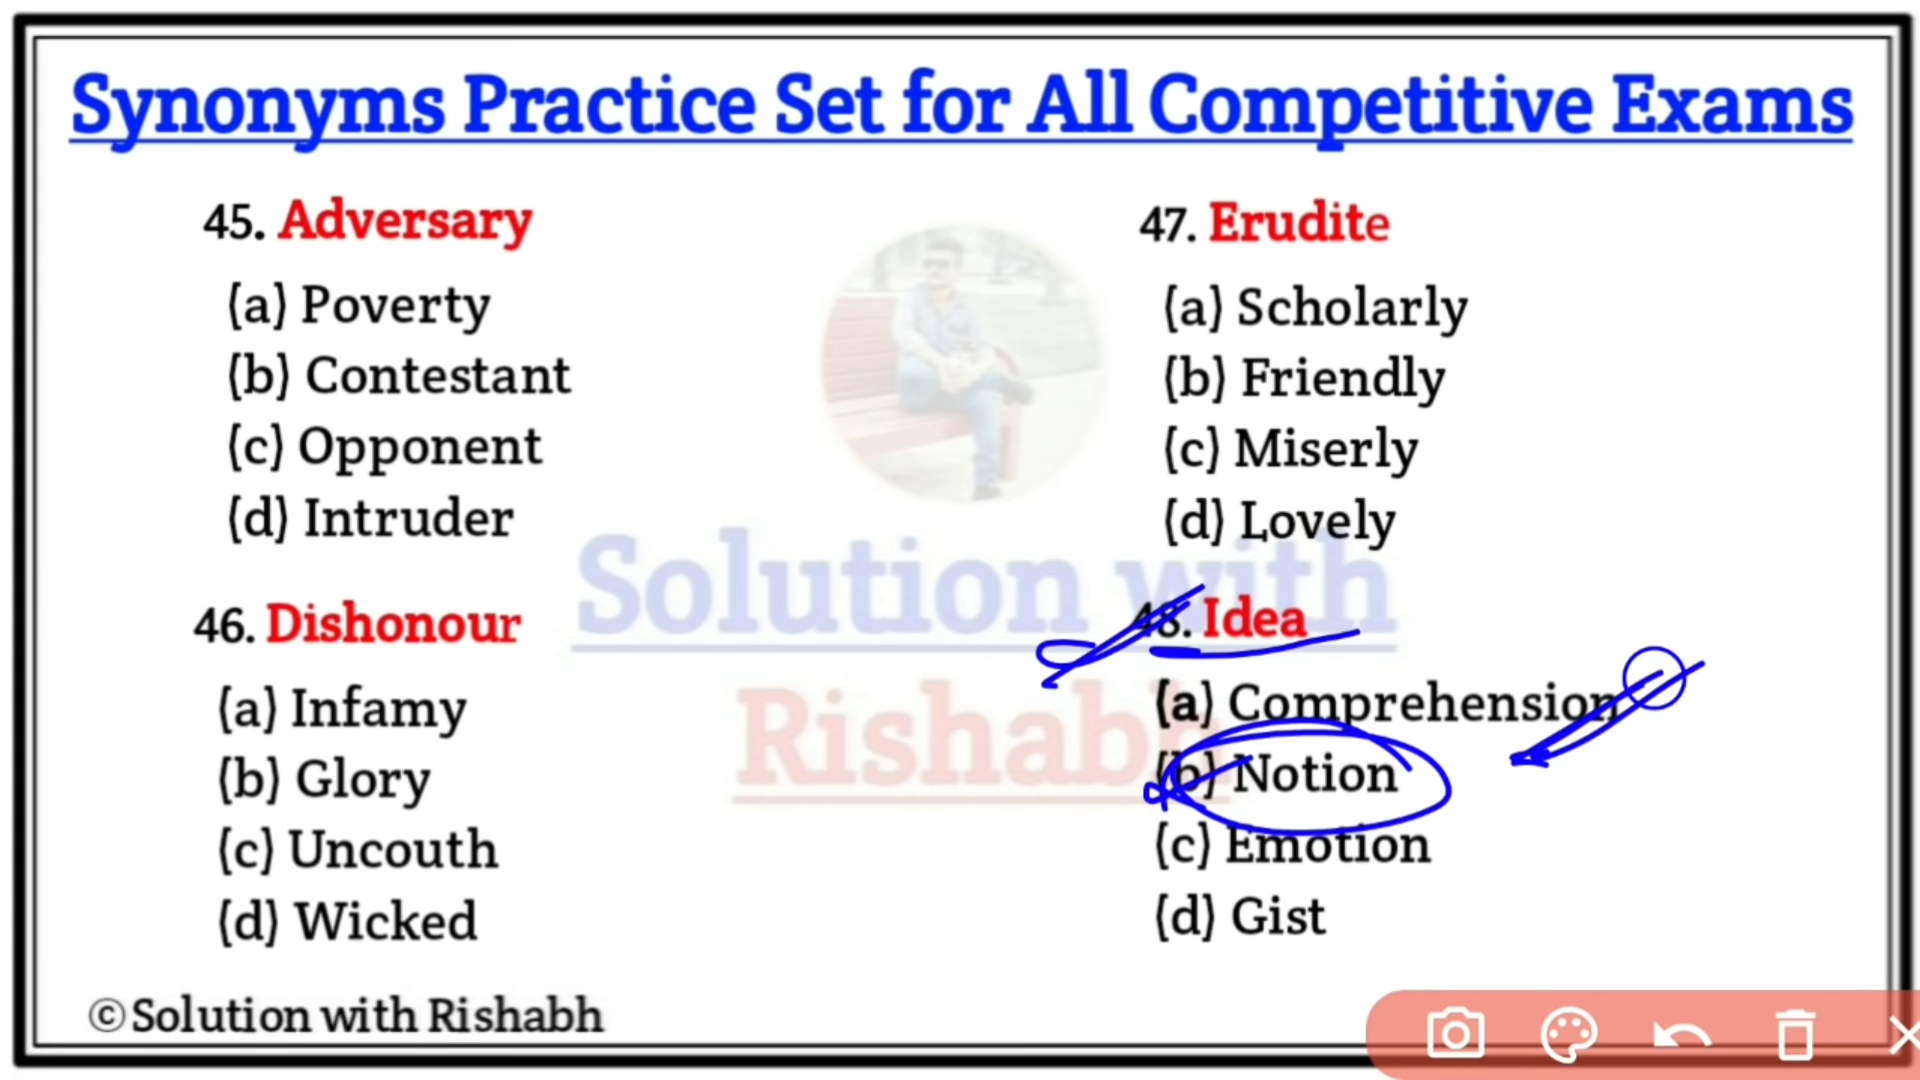 Synonyms Practice Set for All Competitive Exams
45. Adversary
(a) Poverty
(b) Contestant
(c) Opponent
(d) Intruder
46. Dishonour
(a) Infamy
(b) Glory
(c) Uncouth
(d) Wicked
47. Erudite
(a) Scholarly
(b) Friendly
(c) Miserly
(d) Lovely
48. Idea
(a) Comprehension
(b) Notion
(c) Emotion
(d) Gist
Solution with
Rishabh
©Solution with Rishabh